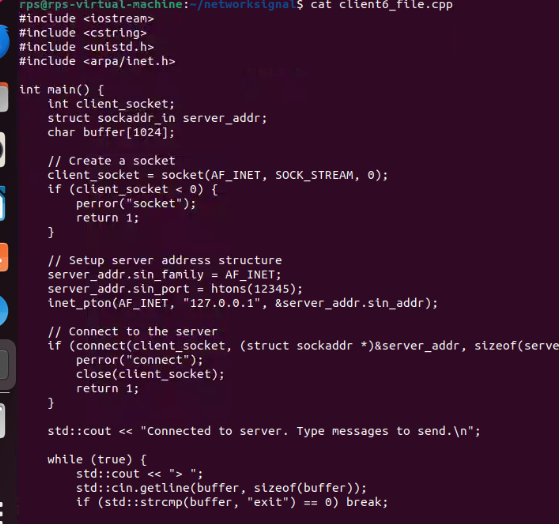 rps@rps-virtual-machine:~/networksignal$ cat client6_file.cpp
#include <iostream>
#include <cstring>
#include <unistd.h>
#include <arpa/inet.h>

int main() {
    int client_socket;
    struct sockaddr_in server_addr;
    char buffer[1024];

    // Create a socket
    client_socket = socket(AF_INET, SOCK_STREAM, 0);
    if (client_socket < 0) {
        perror("socket");
        return 1;
    }

    // Setup server address structure
    server_addr.sin_family = AF_INET;
    server_addr.sin_port = htons(12345);
    inet_pton(AF_INET, "127.0.0.1", &server_addr.sin_addr);

    // Connect to the server
    if (connect(client_socket, (struct sockaddr *)&server_addr, sizeof(serve
        perror("connect");
        close(client_socket);
        return 1;
    }

    std::cout << "Connected to server. Type messages to send.\n";

    while (true) {
        std::cout << "> ";
        std::cin.getline(buffer, sizeof(buffer));
        if (std::strcmp(buffer, "exit") == 0) break;